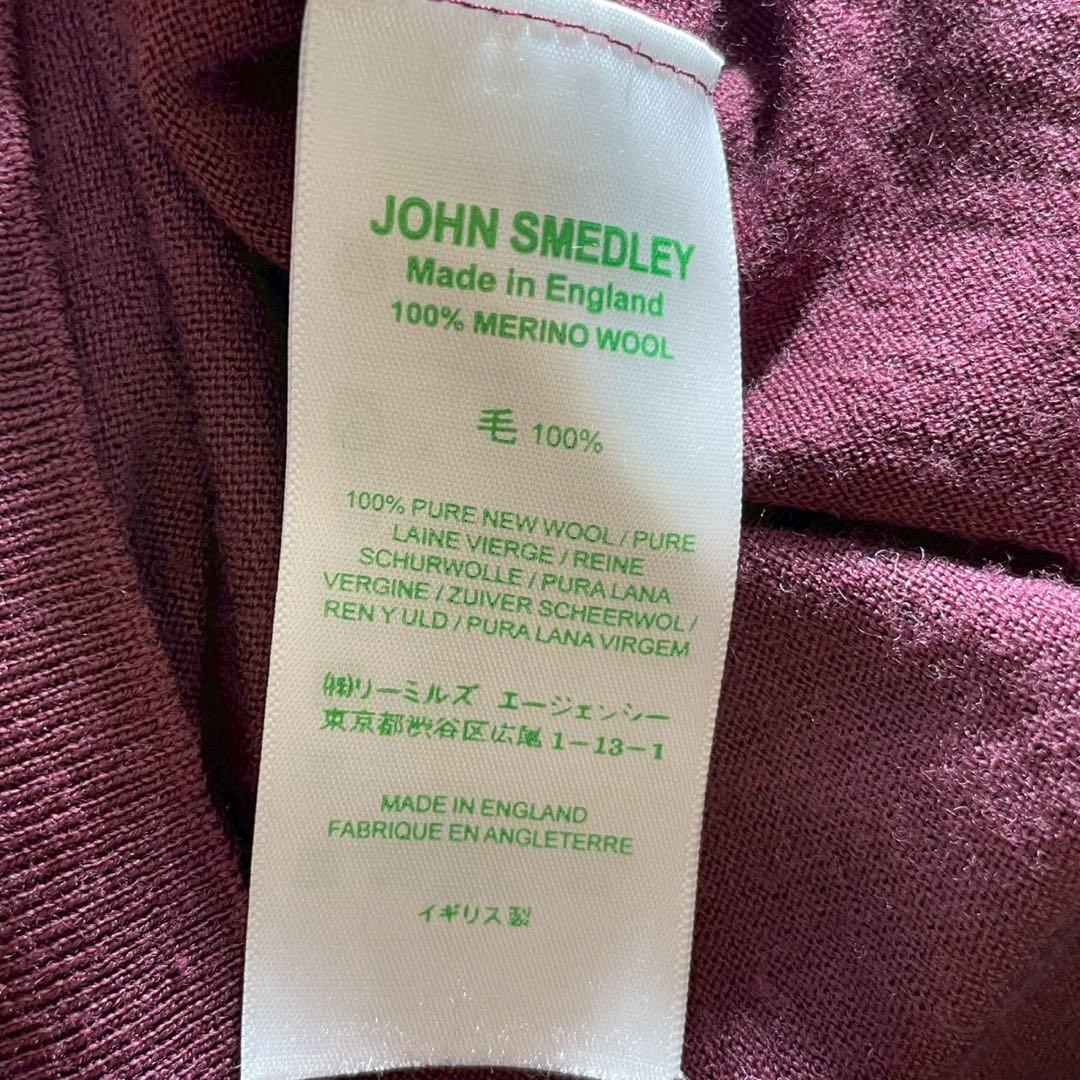 JOHN SMEDLEY
Made in England
100% MERINO WOOL
毛 100%
100% PURE NEW WOOL / PURE
LAINE VIERGE / REINE
SCHURWOLLE / PURA LANA
VERGINE / ZUIVER SCHEERWOL /
REN Y ULD / PURA LANA VIRGEM
㈱リーミルズ エージェンシー
東京都渋谷区広尾 1-13-1
MADE IN ENGLAND
FABRIQUE EN ANGLETERRE
イギリス製